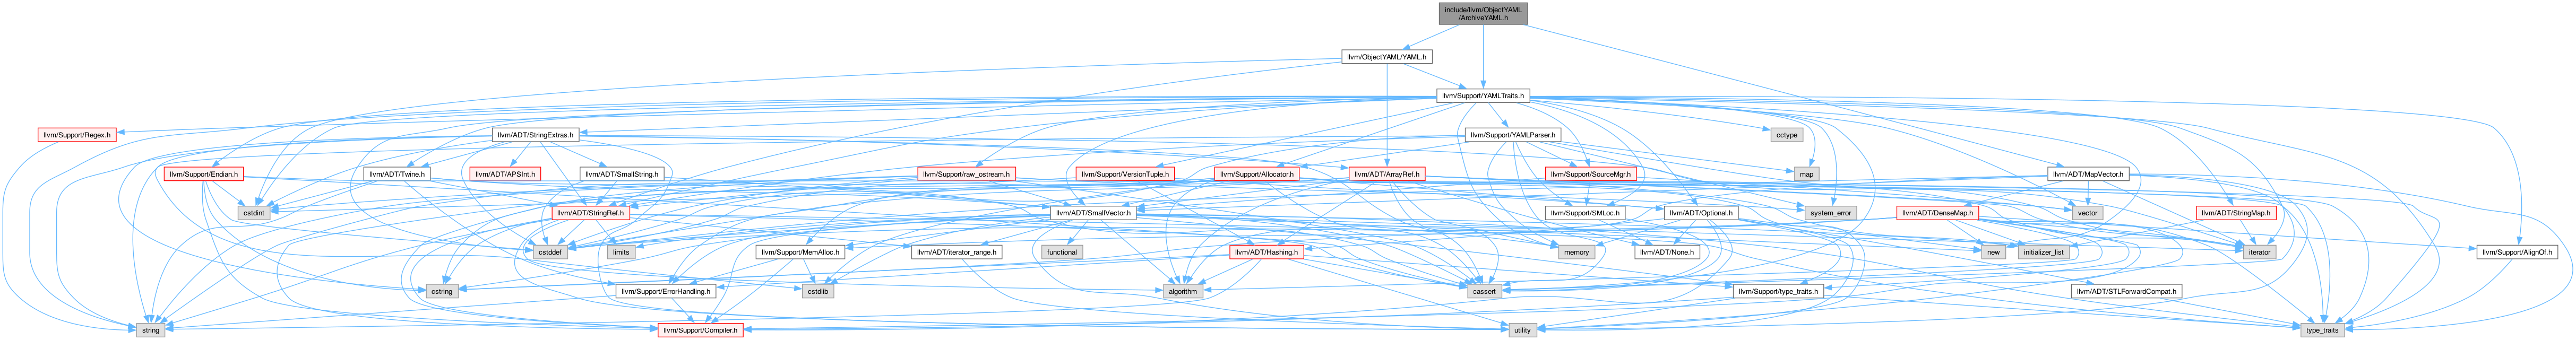 include/llvm/ObjectYAML
/ArchiveYAML.h
llvm/ObjectYAML/YAML.h
llvm/Support/YAMLTraits.h
llvm/Support/Regex.h
llvm/ADT/StringExtras.h
llvm/Support/YAMLParser.h
cctype
llvm/Support/Endian.h
llvm/ADT/Twine.h
llvm/ADT/APSInt.h
llvm/ADT/SmallString.h
llvm/Support/raw_ostream.h
llvm/Support/VersionTuple.h
llvm/Support/Allocator.h
llvm/ADT/ArrayRef.h
llvm/Support/SourceMgr.h
map
llvm/ADT/MapVector.h
cstdint
llvm/ADT/StringRef.h
llvm/ADT/SmallVector.h
llvm/Support/SMLoc.h
llvm/ADT/Optional.h
system_error
llvm/ADT/DenseMap.h
vector
llvm/ADT/StringMap.h
cstddef
limits
llvm/Support/MemAlloc.h
llvm/ADT/iterator_range.h
functional
llvm/ADT/Hashing.h
memory
llvm/ADT/None.h
new
initializer_list
iterator
llvm/Support/AlignOf.h
cstring
llvm/Support/ErrorHandling.h
cstdlib
algorithm
cassert
llvm/Support/type_traits.h
llvm/ADT/STLForwardCompat.h
string
llvm/Support/Compiler.h
utility
type_traits